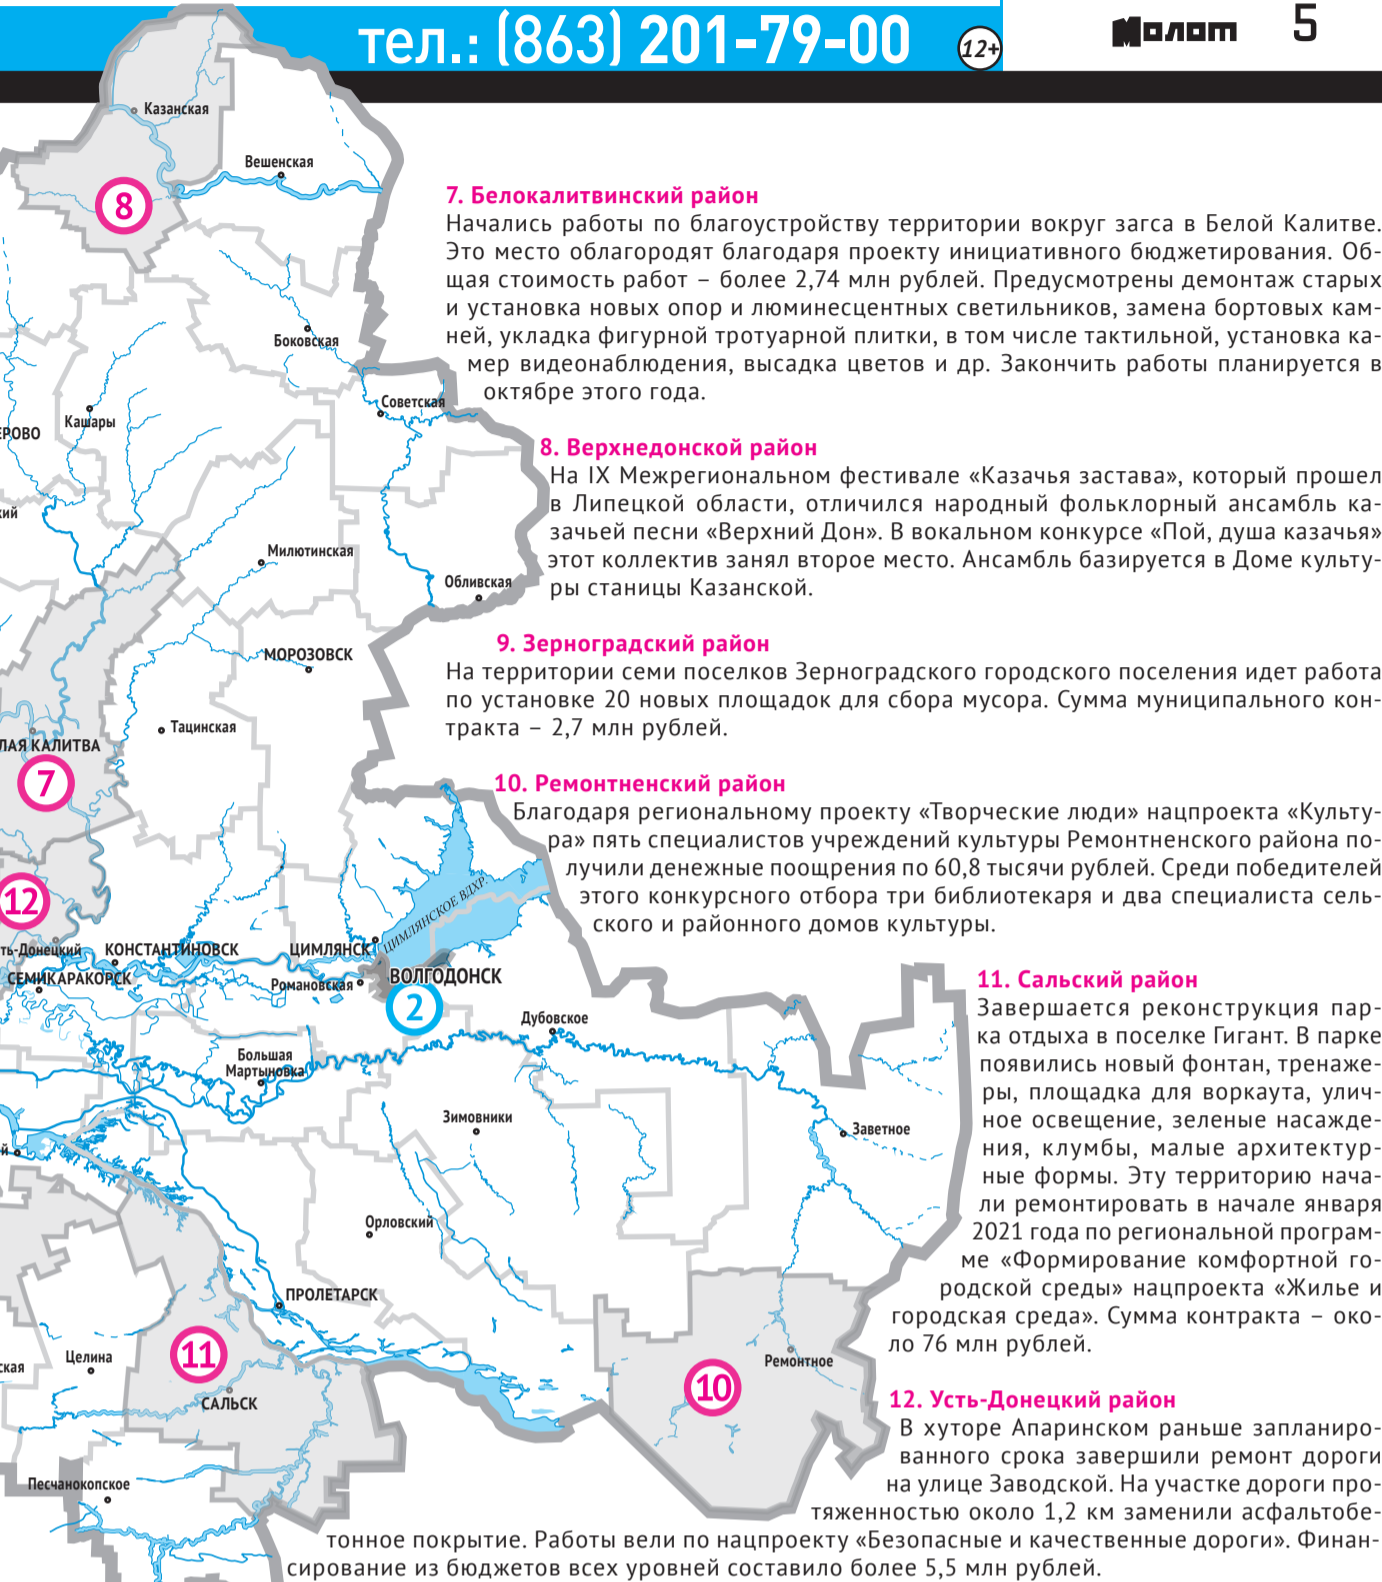 тел.: (863) 201-79-00
12+
Молот
5
Казанская
Вешенская
8
Боковская
Кашары
Советская
ЕРОВО
кий
Милютинская
Обливская
МОРОЗОВСК
Тацинская
ЛАЯ КАЛИТВА
7
12
ть-Донецкий
КОНСТАНТИНОВСК
ЦИМЛЯНСК
ЦИМЛЯНСКОЕ ВДХР.
СЕМИКАРАКОРСК
Романовская
ВОЛГОДОНСК
2
Дубовское
Большая
Мартыновка
Зимовники
Заветное
й
Орловский
ПРОЛЕТАРСК
11
Целина
ская
САЛЬСК
Ремонтное
10
Песчанокопское
7. Белокалитвинский район
Начались работы по благоустройству территории вокруг загса в Белой Калитве.
Это место облагородят благодаря проекту инициативного бюджетирования. Об-
щая стоимость работ – более 2,74 млн рублей. Предусмотрены демонтаж старых
и установка новых опор и люминесцентных светильников, замена бортовых кам-
ней, укладка фигурной тротуарной плитки, в том числе тактильной, установка ка-
мер видеонаблюдения, высадка цветов и др. Закончить работы планируется в
октябре этого года.
8. Верхнедонской район
На IX Межрегиональном фестивале «Казачья застава», который прошел
в Липецкой области, отличился народный фольклорный ансамбль ка-
зачьей песни «Верхний Дон». В вокальном конкурсе «Пой, душа казачья»
этот коллектив занял второе место. Ансамбль базируется в Доме культу-
ры станицы Казанской.
9. Зерноградский район
На территории семи поселков Зерноградского городского поселения идет работа
по установке 20 новых площадок для сбора мусора. Сумма муниципального кон-
тракта – 2,7 млн рублей.
10. Ремонтненский район
Благодаря региональному проекту «Творческие люди» нацпроекта «Культу-
ра» пять специалистов учреждений культуры Ремонтненского района по-
лучили денежные поощрения по 60,8 тысячи рублей. Среди победителей
этого конкурсного отбора три библиотекаря и два специалиста сель-
ского и районного домов культуры.
11. Сальский район
Завершается реконструкция пар-
ка отдыха в поселке Гигант. В парке
появились новый фонтан, тренаже-
ры, площадка для воркаута, улич-
ное освещение, зеленые насажде-
ния, клумбы, малые архитектур-
ные формы. Эту территорию нача-
ли ремонтировать в начале января
2021 года по региональной програм-
ме «Формирование комфортной го-
родской среды» нацпроекта «Жилье и
городская среда». Сумма контракта – око-
ло 76 млн рублей.
12. Усть-Донецкий район
В хуторе Апаринском раньше запланиро-
ванного срока завершили ремонт дороги
на улице Заводской. На участке дороги про-
тяженностью около 1,2 км заменили асфальтобе-
тонное покрытие. Работы вели по нацпроекту «Безопасные и качественные дороги». Финан-
сирование из бюджетов всех уровней составило более 5,5 млн рублей.